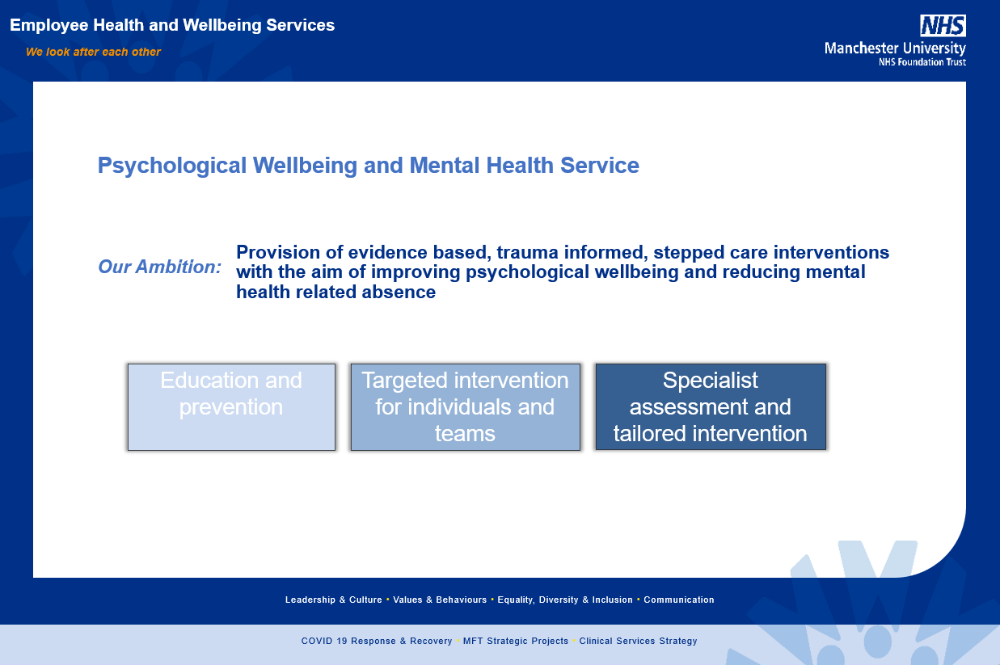 Employee Health and Wellbeing Services
We look after each other
NHS
Manchester University
NHS Foundation Trust
Psychological Wellbeing and Mental Health Service
Our Ambition:
Provision of evidence based, trauma informed, stepped care interventions
with the aim of improving psychological wellbeing and reducing mental
health related absence
Education and
prevention
Targeted intervention
for individuals and
teams
Specialist
assessment and
tailored intervention
Leadership & Culture • Values & Behaviours • Equality, Diversity & Inclusion • Communication
COVID 19 Response & Recovery • MFT Strategic Projects • Clinical Services Strategy